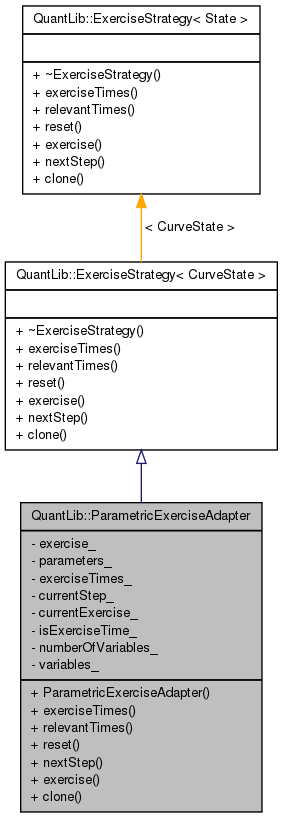 QuantLib::ExerciseStrategy< State >
+ ~ExerciseStrategy()
+ exerciseTimes()
+ relevantTimes()
+ reset()
+ exercise()
+ nextStep()
+ clone()
< CurveState >
QuantLib::ExerciseStrategy< CurveState >
+ ~ExerciseStrategy()
+ exerciseTimes()
+ relevantTimes()
+ reset()
+ exercise()
+ nextStep()
+ clone()
QuantLib::ParametricExerciseAdapter
- exercise_
- parameters_
- exerciseTimes_
- currentStep_
- currentExercise_
- isExerciseTime_
- numberOfVariables_
- variables_
+ ParametricExerciseAdapter()
+ exerciseTimes()
+ relevantTimes()
+ reset()
+ nextStep()
+ exercise()
+ clone()